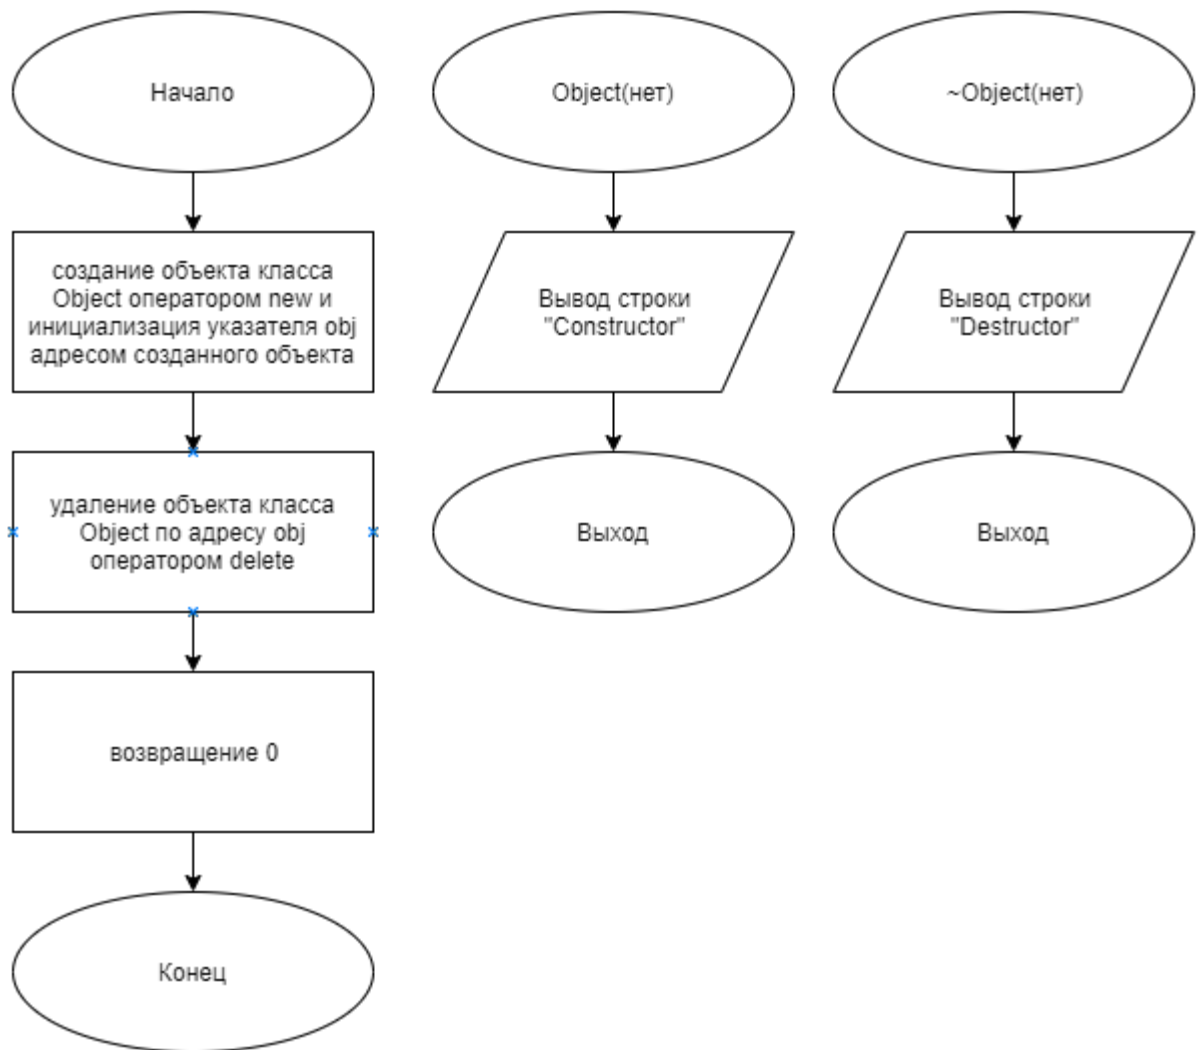 Начало
создание объекта класса
Object оператором new и
инициализация указателя obj
адресом созданного объекта
удаление объекта класса
Object по адресу obj
оператором delete
возвращение 0
Конец
Object(нет)
Вывод строки
"Constructor"
Выход
~Object(нет)
Вывод строки
"Destructor"
Выход